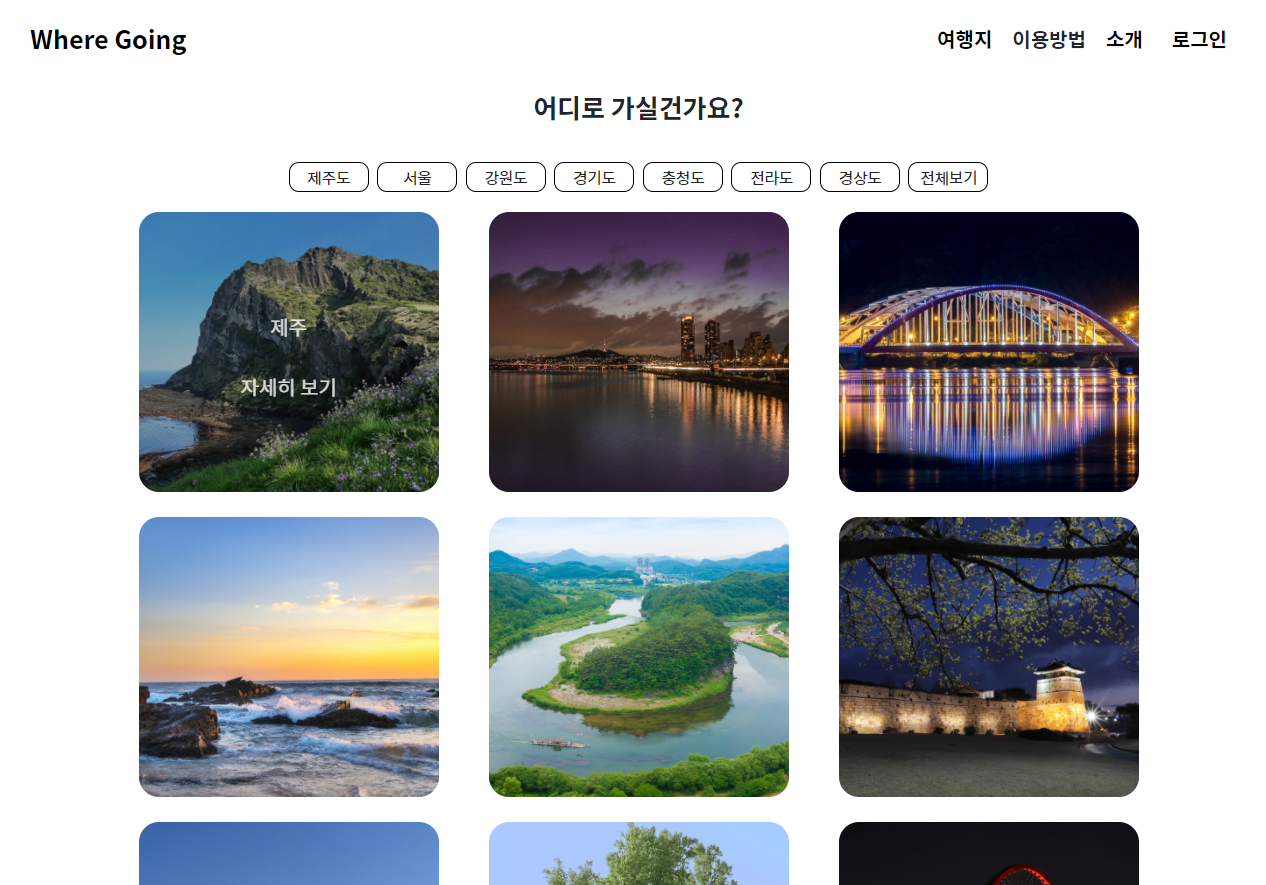 Where Going
여행지 이용방법 소개 로그인
어디로 가실건가요?
제주도 서울 강원도 경기도 충청도 전라도 경상도 전체보기
제주
자세히 보기